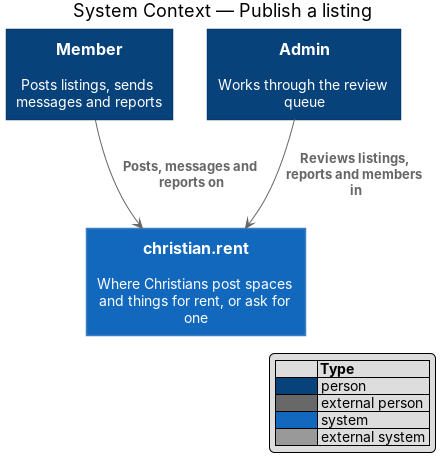 System Context — Publish a listing
Member
Posts listings, sends
messages and reports
Admin
Works through the review
queue
Posts, messages and
reports on
Reviews listings,
reports and members
in
christian.rent
Where Christians post spaces
and things for rent, or ask for
one
Type
person
external person
system
external system